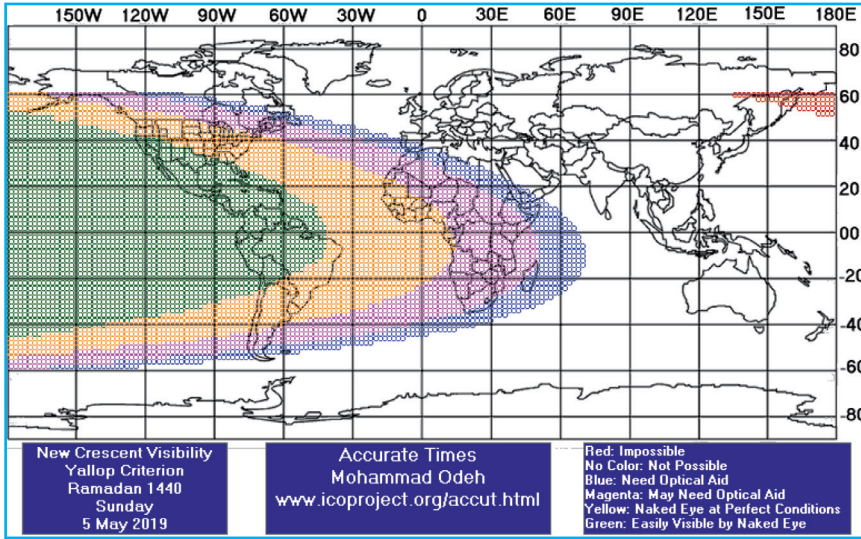 150W 120W 90W 60W 30W 0 30E 60E 90E 120E 150E 180E
80
60
40
20
00
-20
-40
-60
-80
New Crescent Visibility
Yallop Criterion
Ramadan 1440
Sunday
5 May 2019
Accurate Times
Mohammad Odeh
www.icoproject.org/accut.html
Red: Impossible
No Color: Not Possible
Blue: Need Optical Aid
Magenta: May Need Optical Aid
Yellow: Naked Eye at Perfect Conditions
Green: Easily Visible by Naked Eye